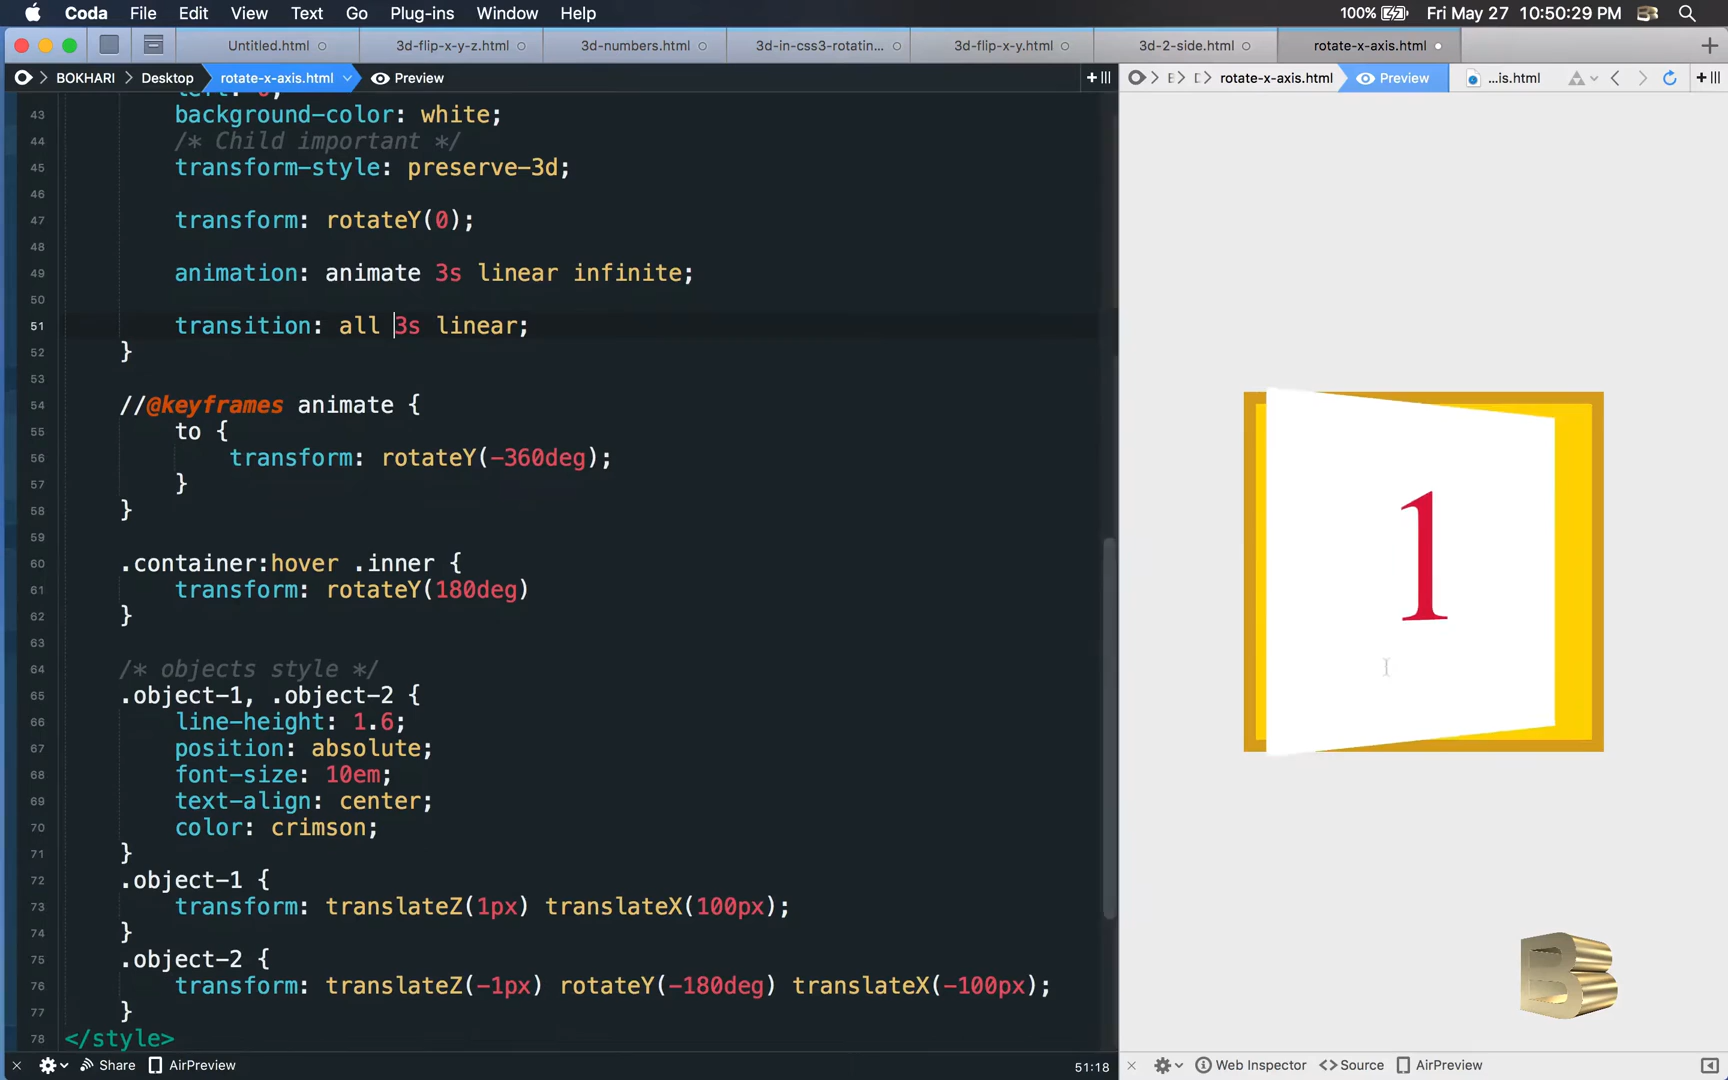 Coda File Edit View Text Go Plug-ins Window Help 100% Fri May 27 10:50:29 PM
Untitled.html 3d-flip-x-y-z.html 3d-numbers.html 3d-in-css3-rotatin... 3d-flip-x-y.html 3d-2-side.html rotate-x-axis.html
BOKHARI Desktop rotate-x-axis.html Preview rotate-x-axis.html Preview ...is.html
43 background-color: white;
44 /* Child important */
45 transform-style: preserve-3d;
46
47 transform: rotateY(0);
48
49 animation: animate 3s linear infinite;
50
51 transition: all 3s linear;
52 }
53
54 //@keyframes animate {
55 to {
56 transform: rotateY(-360deg);
57 }
58 }
59
60 .container:hover .inner {
61 transform: rotateY(180deg)
62 }
63
64 /* objects style */
65 .object-1, .object-2 {
66 line-height: 1.6;
67 position: absolute;
68 font-size: 10em;
69 text-align: center;
70 color: crimson;
71 }
72 .object-1 {
73 transform: translateZ(1px) translateX(100px);
74 }
75 .object-2 {
76 transform: translateZ(-1px) rotateY(-180deg) translateX(-100px);
77 }
78 </style>
1
B
Share AirPreview 51:18 Web Inspector Source AirPreview